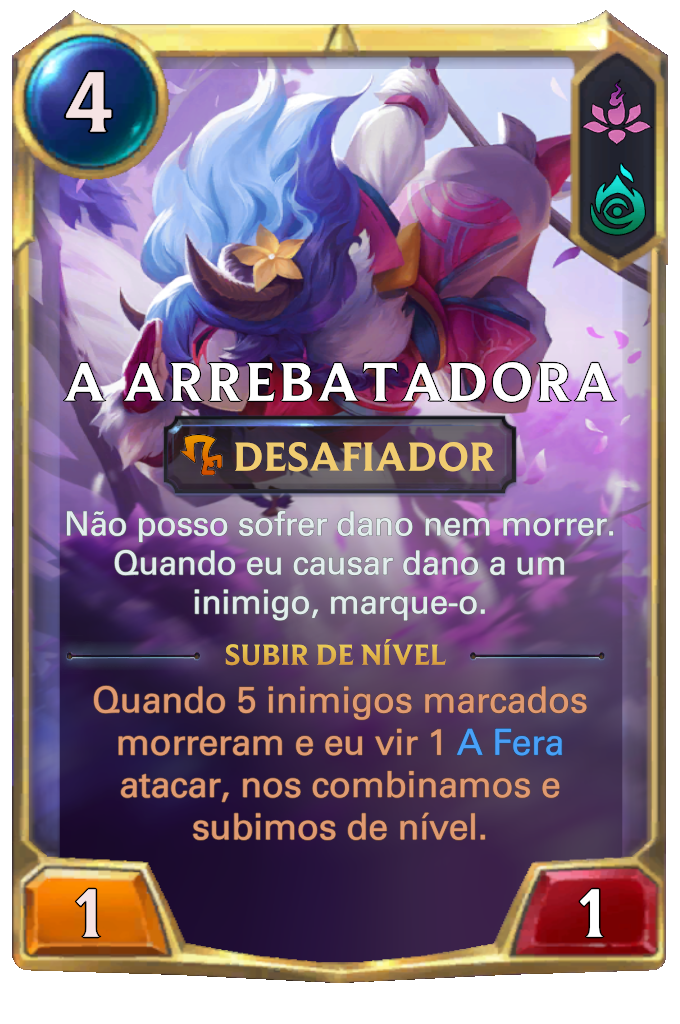 4
A ARREBATADORA
DESAFIADOR
Não posso sofrer dano nem morrer.
Quando eu causar dano a um
inimigo, marque-o.
SUBIR DE NÍVEL
Quando 5 inimigos marcados
morreram e eu vir 1 A Fera
atacar, nos combinamos e
subimos de nível.
1
1